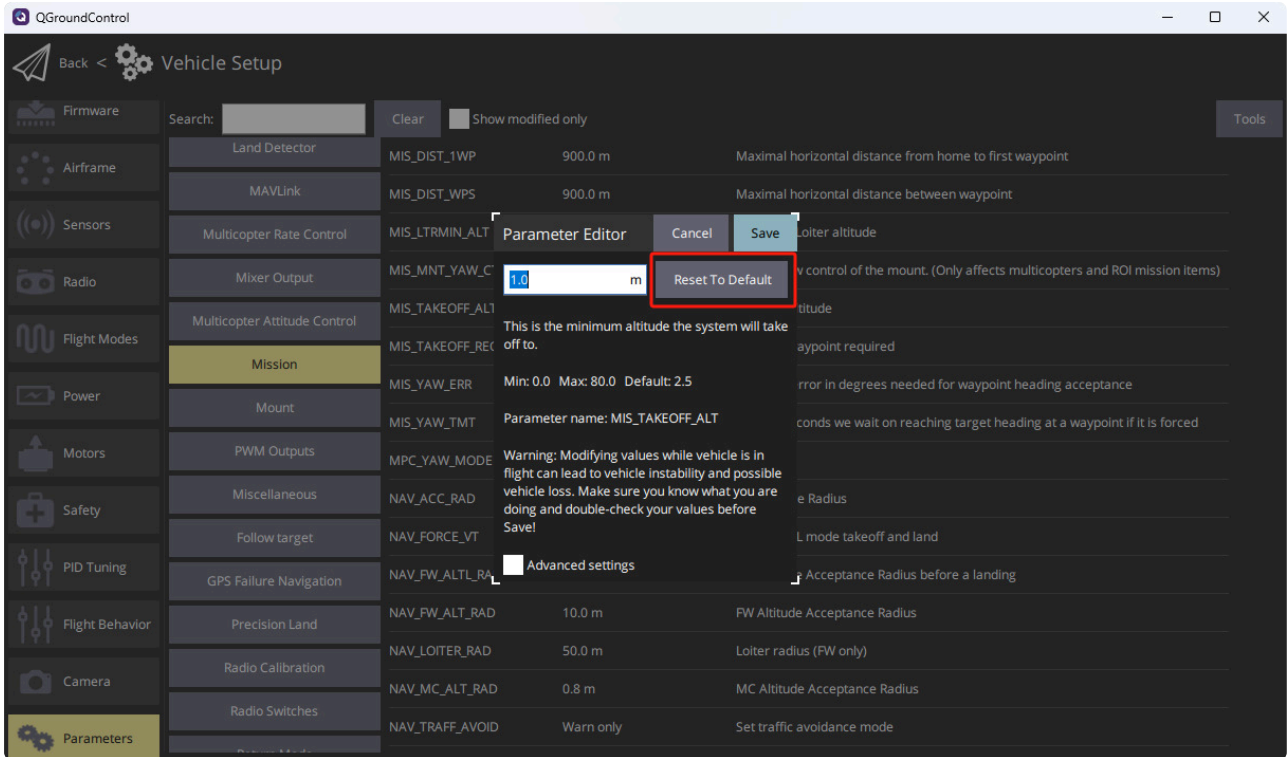 QGroundControl
Back < Vehicle Setup
Firmware
Airframe
Sensors
Radio
Flight Modes
Power
Motors
Safety
PID Tuning
Flight Behavior
Camera
Parameters
Search: Clear Show modified only Tools
Land Detector
MAVLink
Multicopter Rate Control
Mixer Output
Multicopter Attitude Control
Mission
Mount
PWM Outputs
Miscellaneous
Follow target
GPS Failure Navigation
Precision Land
Radio Calibration
Radio Switches
MIS_DIST_1WP 900.0 m Maximal horizontal distance from home to first waypoint
MIS_DIST_WPS 900.0 m Maximal horizontal distance between waypoint
MIS_LTRMIN_ALT Loiter altitude
MIS_MNT_YAW_C control of the mount. (Only affects multicopters and ROI mission items)
MIS_TAKEOFF_ALT titude
MIS_TAKEOFF_REQ aypoint required
MIS_YAW_ERR error in degrees needed for waypoint heading acceptance
MIS_YAW_TMT conds we wait on reaching target heading at a waypoint if it is forced
MPC_YAW_MODE
NAV_ACC_RAD e Radius
NAV_FORCE_VT L mode takeoff and land
NAV_FW_ALTL_RA Acceptance Radius before a landing
NAV_FW_ALT_RAD 10.0 m FW Altitude Acceptance Radius
NAV_LOITER_RAD 50.0 m Loiter radius (FW only)
NAV_MC_ALT_RAD 0.8 m MC Altitude Acceptance Radius
NAV_TRAFF_AVOID Warn only Set traffic avoidance mode
Parameter Editor Cancel Save
1.0 m Reset To Default
This is the minimum altitude the system will take
off to.
Min: 0.0 Max: 80.0 Default: 2.5
Parameter name: MIS_TAKEOFF_ALT
Warning: Modifying values while vehicle is in
flight can lead to vehicle instability and possible
vehicle loss. Make sure you know what you are
doing and double-check your values before
Save!
Advanced settings